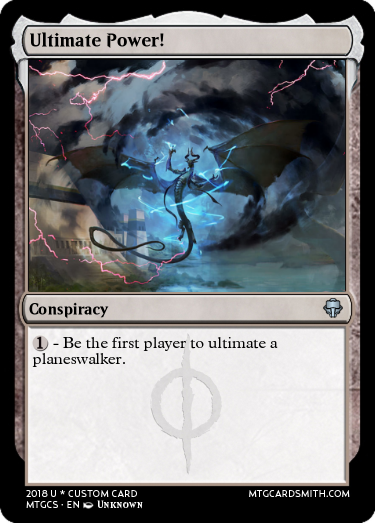 Ultimate Power!
Conspiracy
1 - Be the first player to ultimate a
planeswalker.
2018 U * CUSTOM CARD
MTGCARDSMITH.COM
MTGCS · EN Unknown